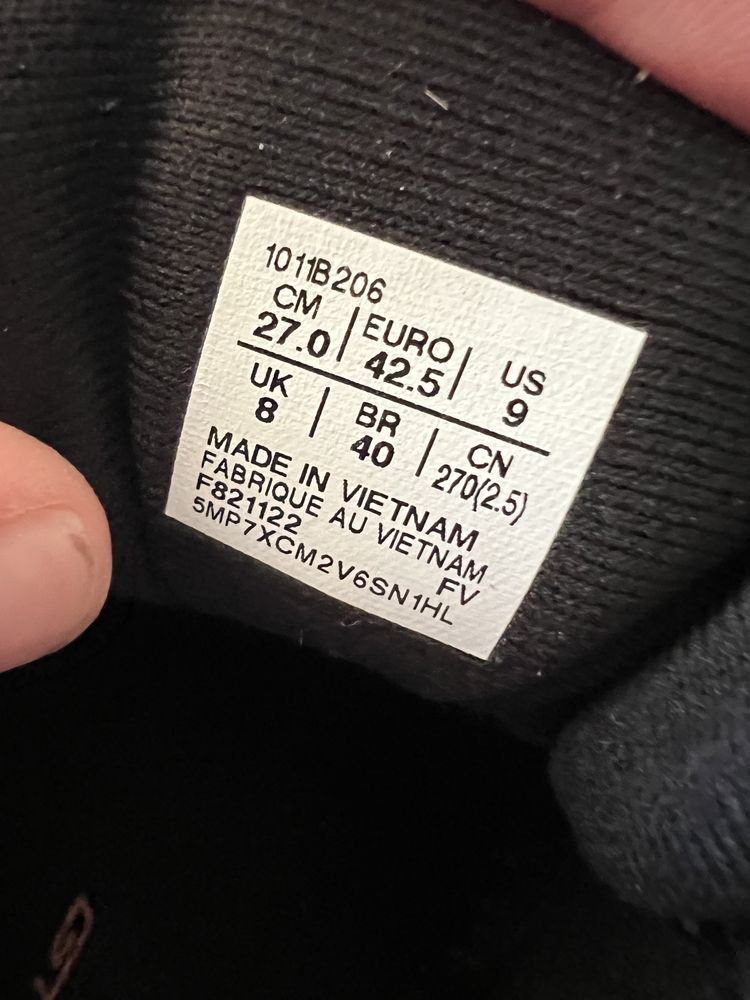 1011B206
CM | EURO | US
27.0 | 42.5 | 9
UK | BR | CN
8 | 40 | 270(2.5)
MADE IN VIETNAM
FABRIQUE AU VIETNAM
F821122 FV
5MP7XCM2V6SN1HL